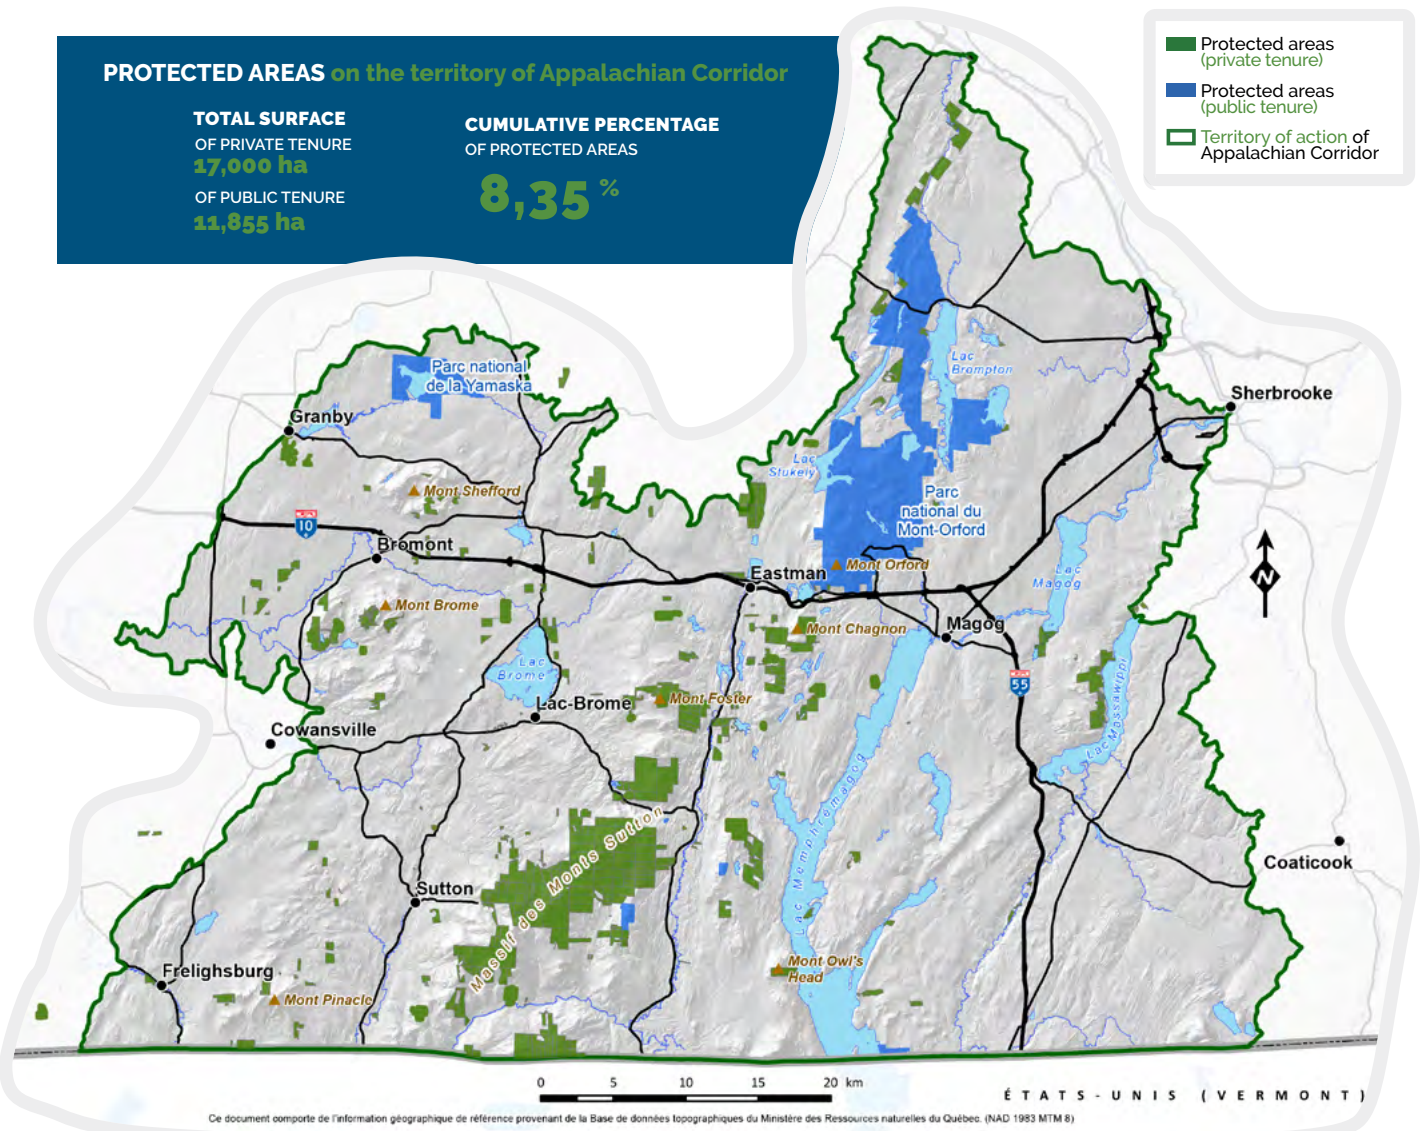 PROTECTED AREAS on the territory of Appalachian Corridor
TOTAL SURFACE
OF PRIVATE TENURE
17,000 ha
OF PUBLIC TENURE
11,855 ha
CUMULATIVE PERCENTAGE
OF PROTECTED AREAS
8,35 %
Protected areas
(private tenure)
Protected areas
(public tenure)
Territory of action of
Appalachian Corridor
Parc national
de la Yamaska
Granby
Mont Shefford
10
Bromont
Mont Brome
Lac
Brome
Lac-Brome
Cowansville
Mont Foster
Eastman
Mont Chagnon
Mont Orford
Lac
Stukely
Parc
national du
Mont-Orford
Lac
Brompton
Sherbrooke
Lac
Magog
Magog
55
Lac Massawippi
Lac Memphrémagog
Massif des Monts Sutton
Sutton
Frelighsburg
Mont Pinacle
Mont Owl's
Head
Coaticook
N
0 5 10 15 20 km
ÉTATS-UNIS (VERMONT)
Ce document comporte de l'information géographique de référence provenant de la Base de données topographiques du Ministère des Ressources naturelles du Québec. (NAD 1983 MTM 8)